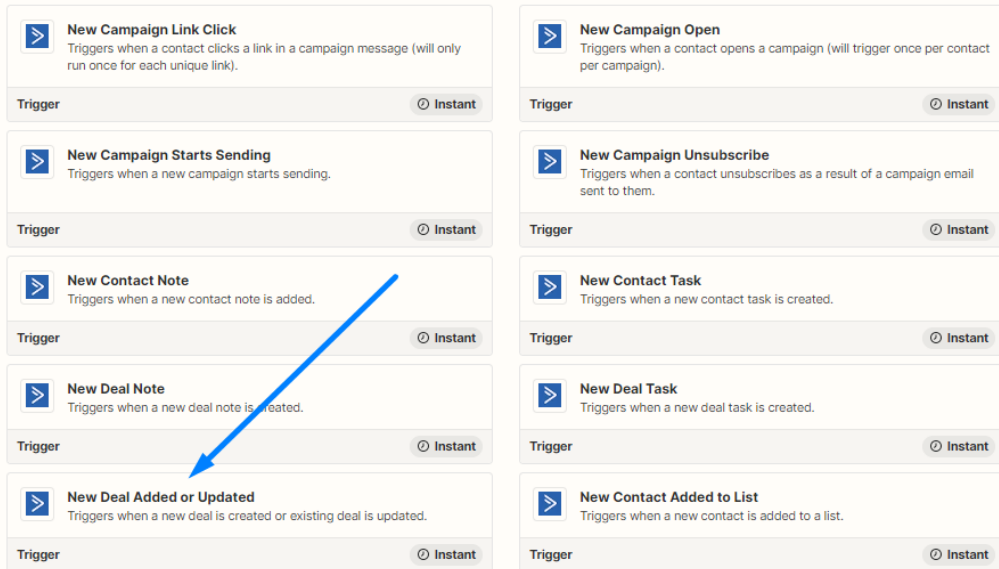 New Campaign Link Click
Triggers when a contact clicks a link in a campaign message (will only
run once for each unique link).
Trigger
Instant
New Campaign Open
Triggers when a contact opens a campaign (will trigger once per contact
per campaign).
Trigger
Instant
New Campaign Starts Sending
Triggers when a new campaign starts sending.
Trigger
Instant
New Campaign Unsubscribe
Triggers when a contact unsubscribes as a result of a campaign email
sent to them.
Trigger
Instant
New Contact Note
Triggers when a new contact note is added.
Trigger
Instant
New Contact Task
Triggers when a new contact task is created.
Trigger
Instant
New Deal Note
Triggers when a new deal note is created.
Trigger
Instant
New Deal Task
Triggers when a new deal task is created.
Trigger
Instant
New Deal Added or Updated
Triggers when a new deal is created or existing deal is updated.
Trigger
Instant
New Contact Added to List
Triggers when a new contact is added to a list.
Trigger
Instant